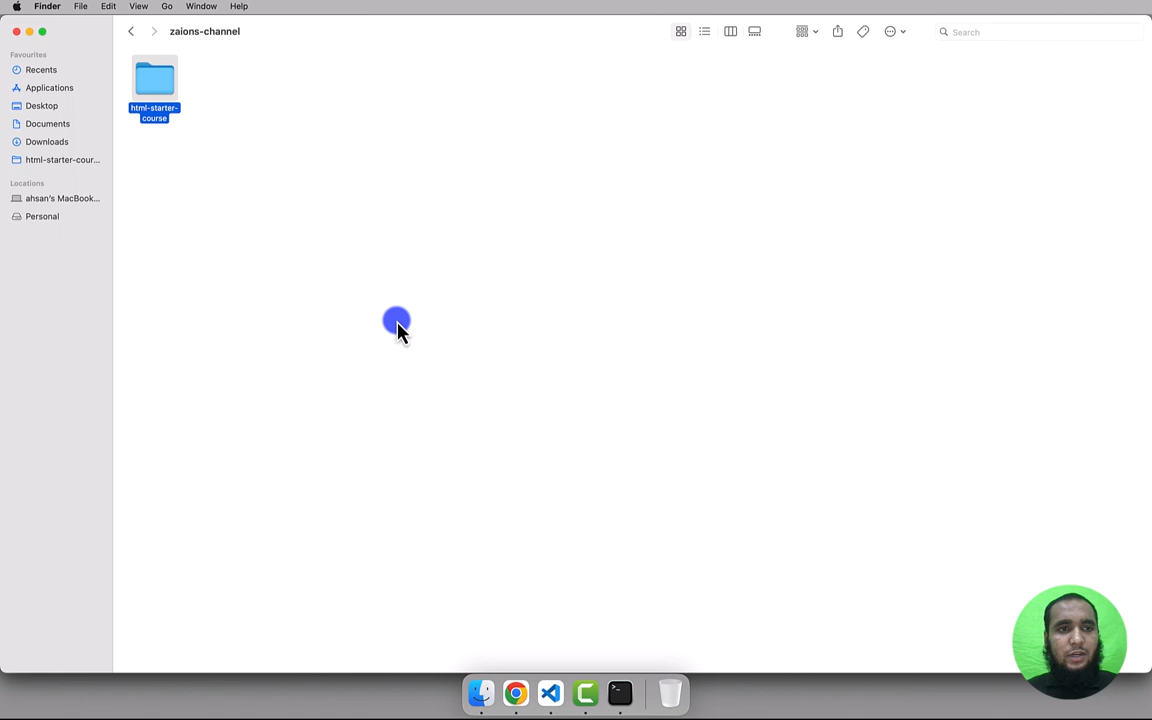 Finder File Edit View Go Window Help
zaions-channel
Search
Favourites
Recents
Applications
Desktop
Documents
Downloads
html-starter-cour...
Locations
ahsan's MacBook...
Personal
html-starter-
course